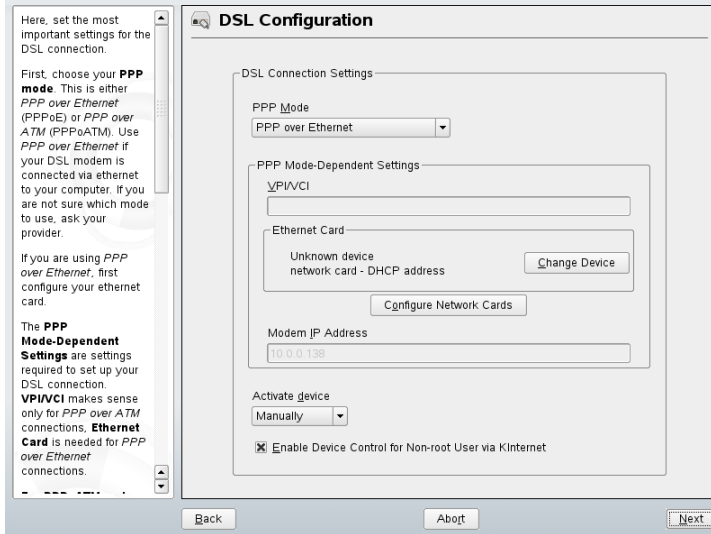 Here, set the most
important settings for the
DSL connection.
First, choose your PPP
mode. This is either
PPP over Ethernet
(PPPoE) or PPP over
ATM (PPPoATM). Use
PPP over Ethernet if
your DSL modem is
connected via ethernet
to your computer. If you
are not sure which mode
to use, ask your
provider.
If you are using PPP
over Ethernet, first
configure your ethernet
card.
The PPP
Mode-Dependent
Settings are settings
required to set up your
DSL connection.
VPI/VCI makes sense
only for PPP over ATM
connections, Ethernet
Card is needed for PPP
over Ethernet
connections.
DSL Configuration
DSL Connection Settings
PPP Mode
PPP over Ethernet
PPP Mode-Dependent Settings
VPI/VCI
Ethernet Card
Unknown device
network card - DHCP address
Change Device
Configure Network Cards
Modem IP Address
10.0.0.138
Activate device
Manually
Enable Device Control for Non-root User via KInternet
Back
Abort
Next